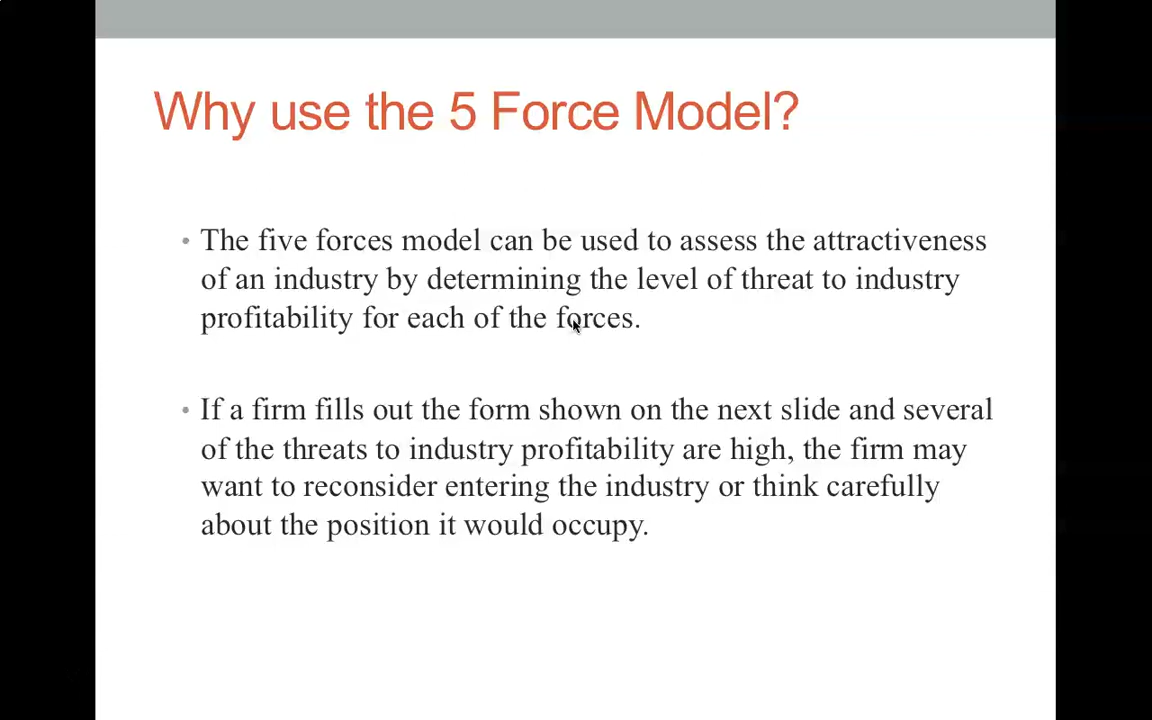 Why use the 5 Force Model?
• The five forces model can be used to assess the attractiveness
of an industry by determining the level of threat to industry
profitability for each of the forces.
• If a firm fills out the form shown on the next slide and several
of the threats to industry profitability are high, the firm may
want to reconsider entering the industry or think carefully
about the position it would occupy.